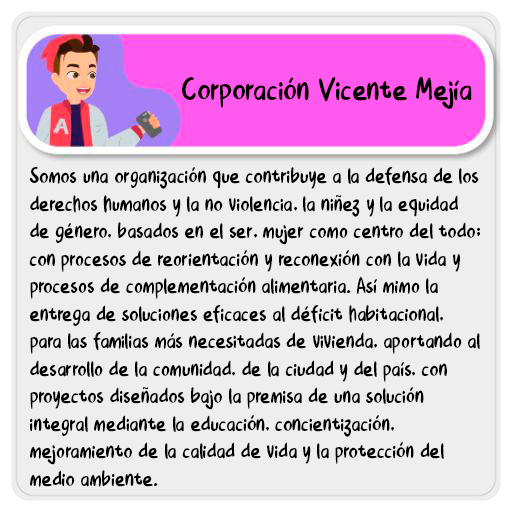 Corporación Vicente Mejía
A
Somos una organización que contribuye a la defensa de los
derechos humanos y la no violencia, la niñez y la equidad
de género, basados en el ser, mujer como centro del todo;
con procesos de reorientación y reconexión con la vida y
procesos de complementación alimentaria. Así mimo la
entrega de soluciones eficaces al déficit habitacional,
para las familias más necesitadas de vivienda, aportando al
desarrollo de la comunidad, de la ciudad y del país, con
proyectos diseñados bajo la premisa de una solución
integral mediante la educación, concientización,
mejoramiento de la calidad de vida y la protección del
medio ambiente.